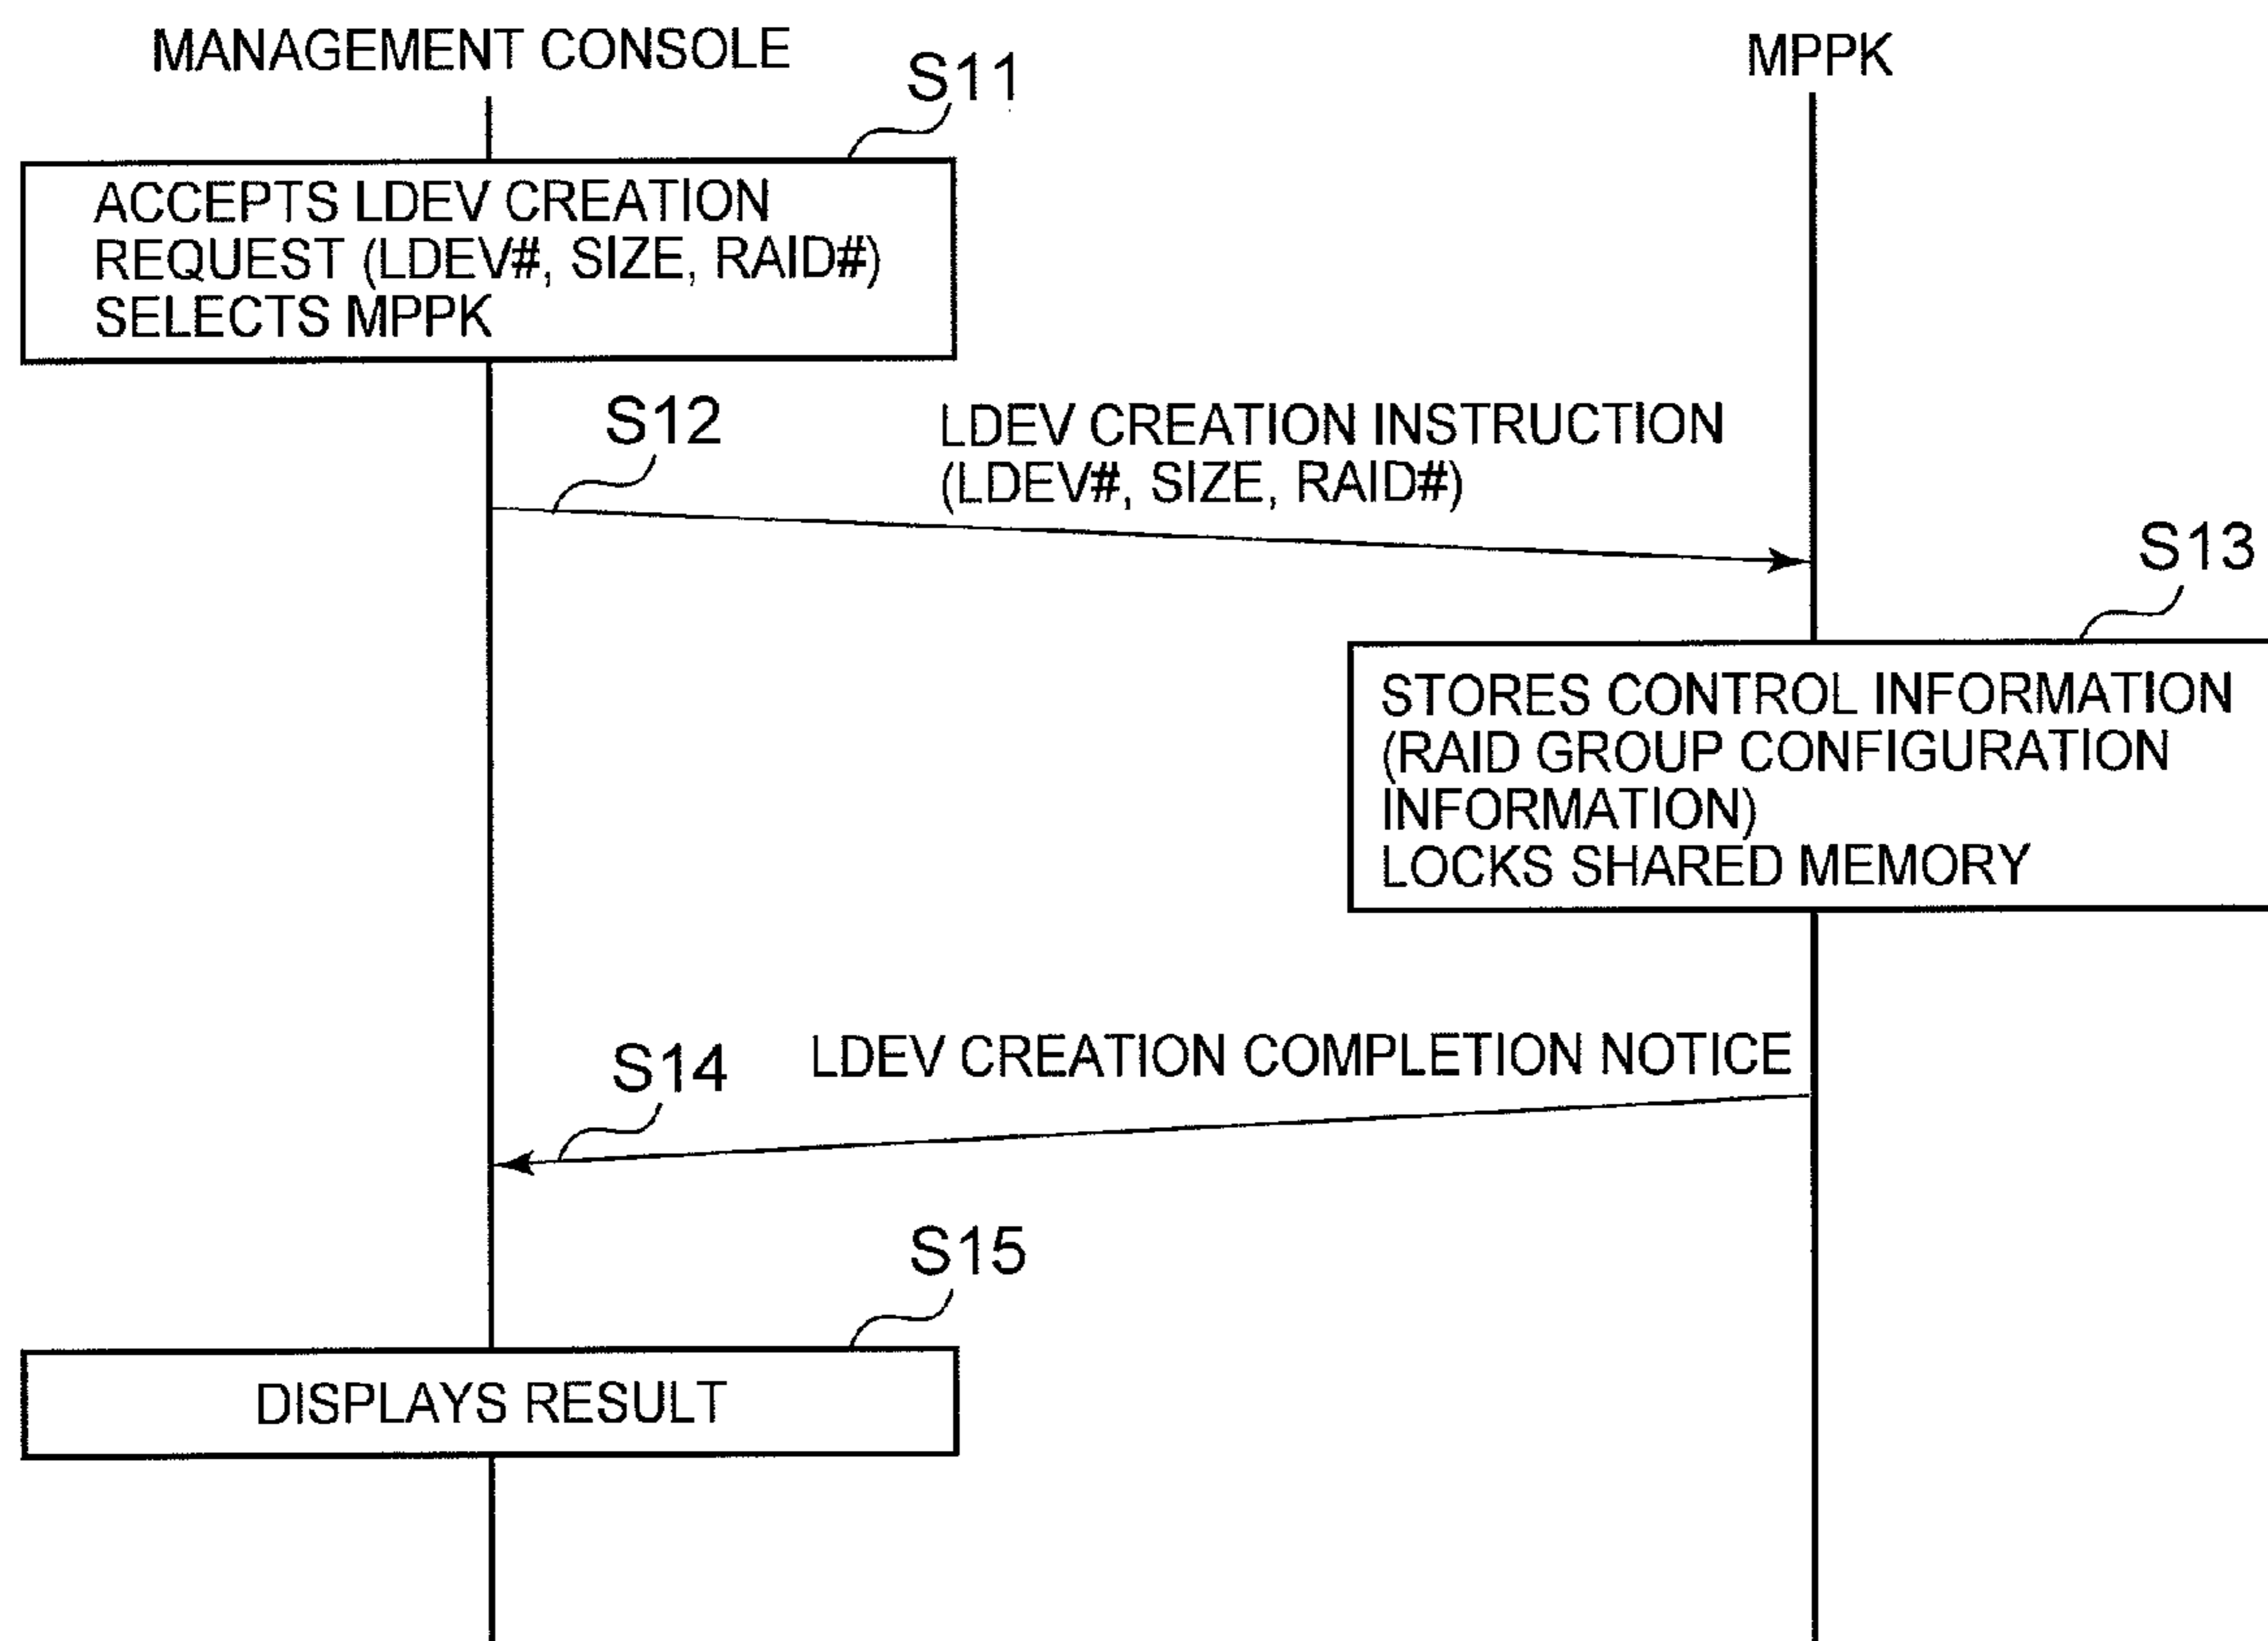 MANAGEMENT CONSOLE
MPPK
S11
ACCEPTS LDEV CREATION
REQUEST (LDEV#, SIZE, RAID#)
SELECTS MPPK
S12
LDEV CREATION INSTRUCTION
(LDEV#, SIZE, RAID#)
S13
STORES CONTROL INFORMATION
(RAID GROUP CONFIGURATION
INFORMATION)
LOCKS SHARED MEMORY
S14
LDEV CREATION COMPLETION NOTICE
S15
DISPLAYS RESULT